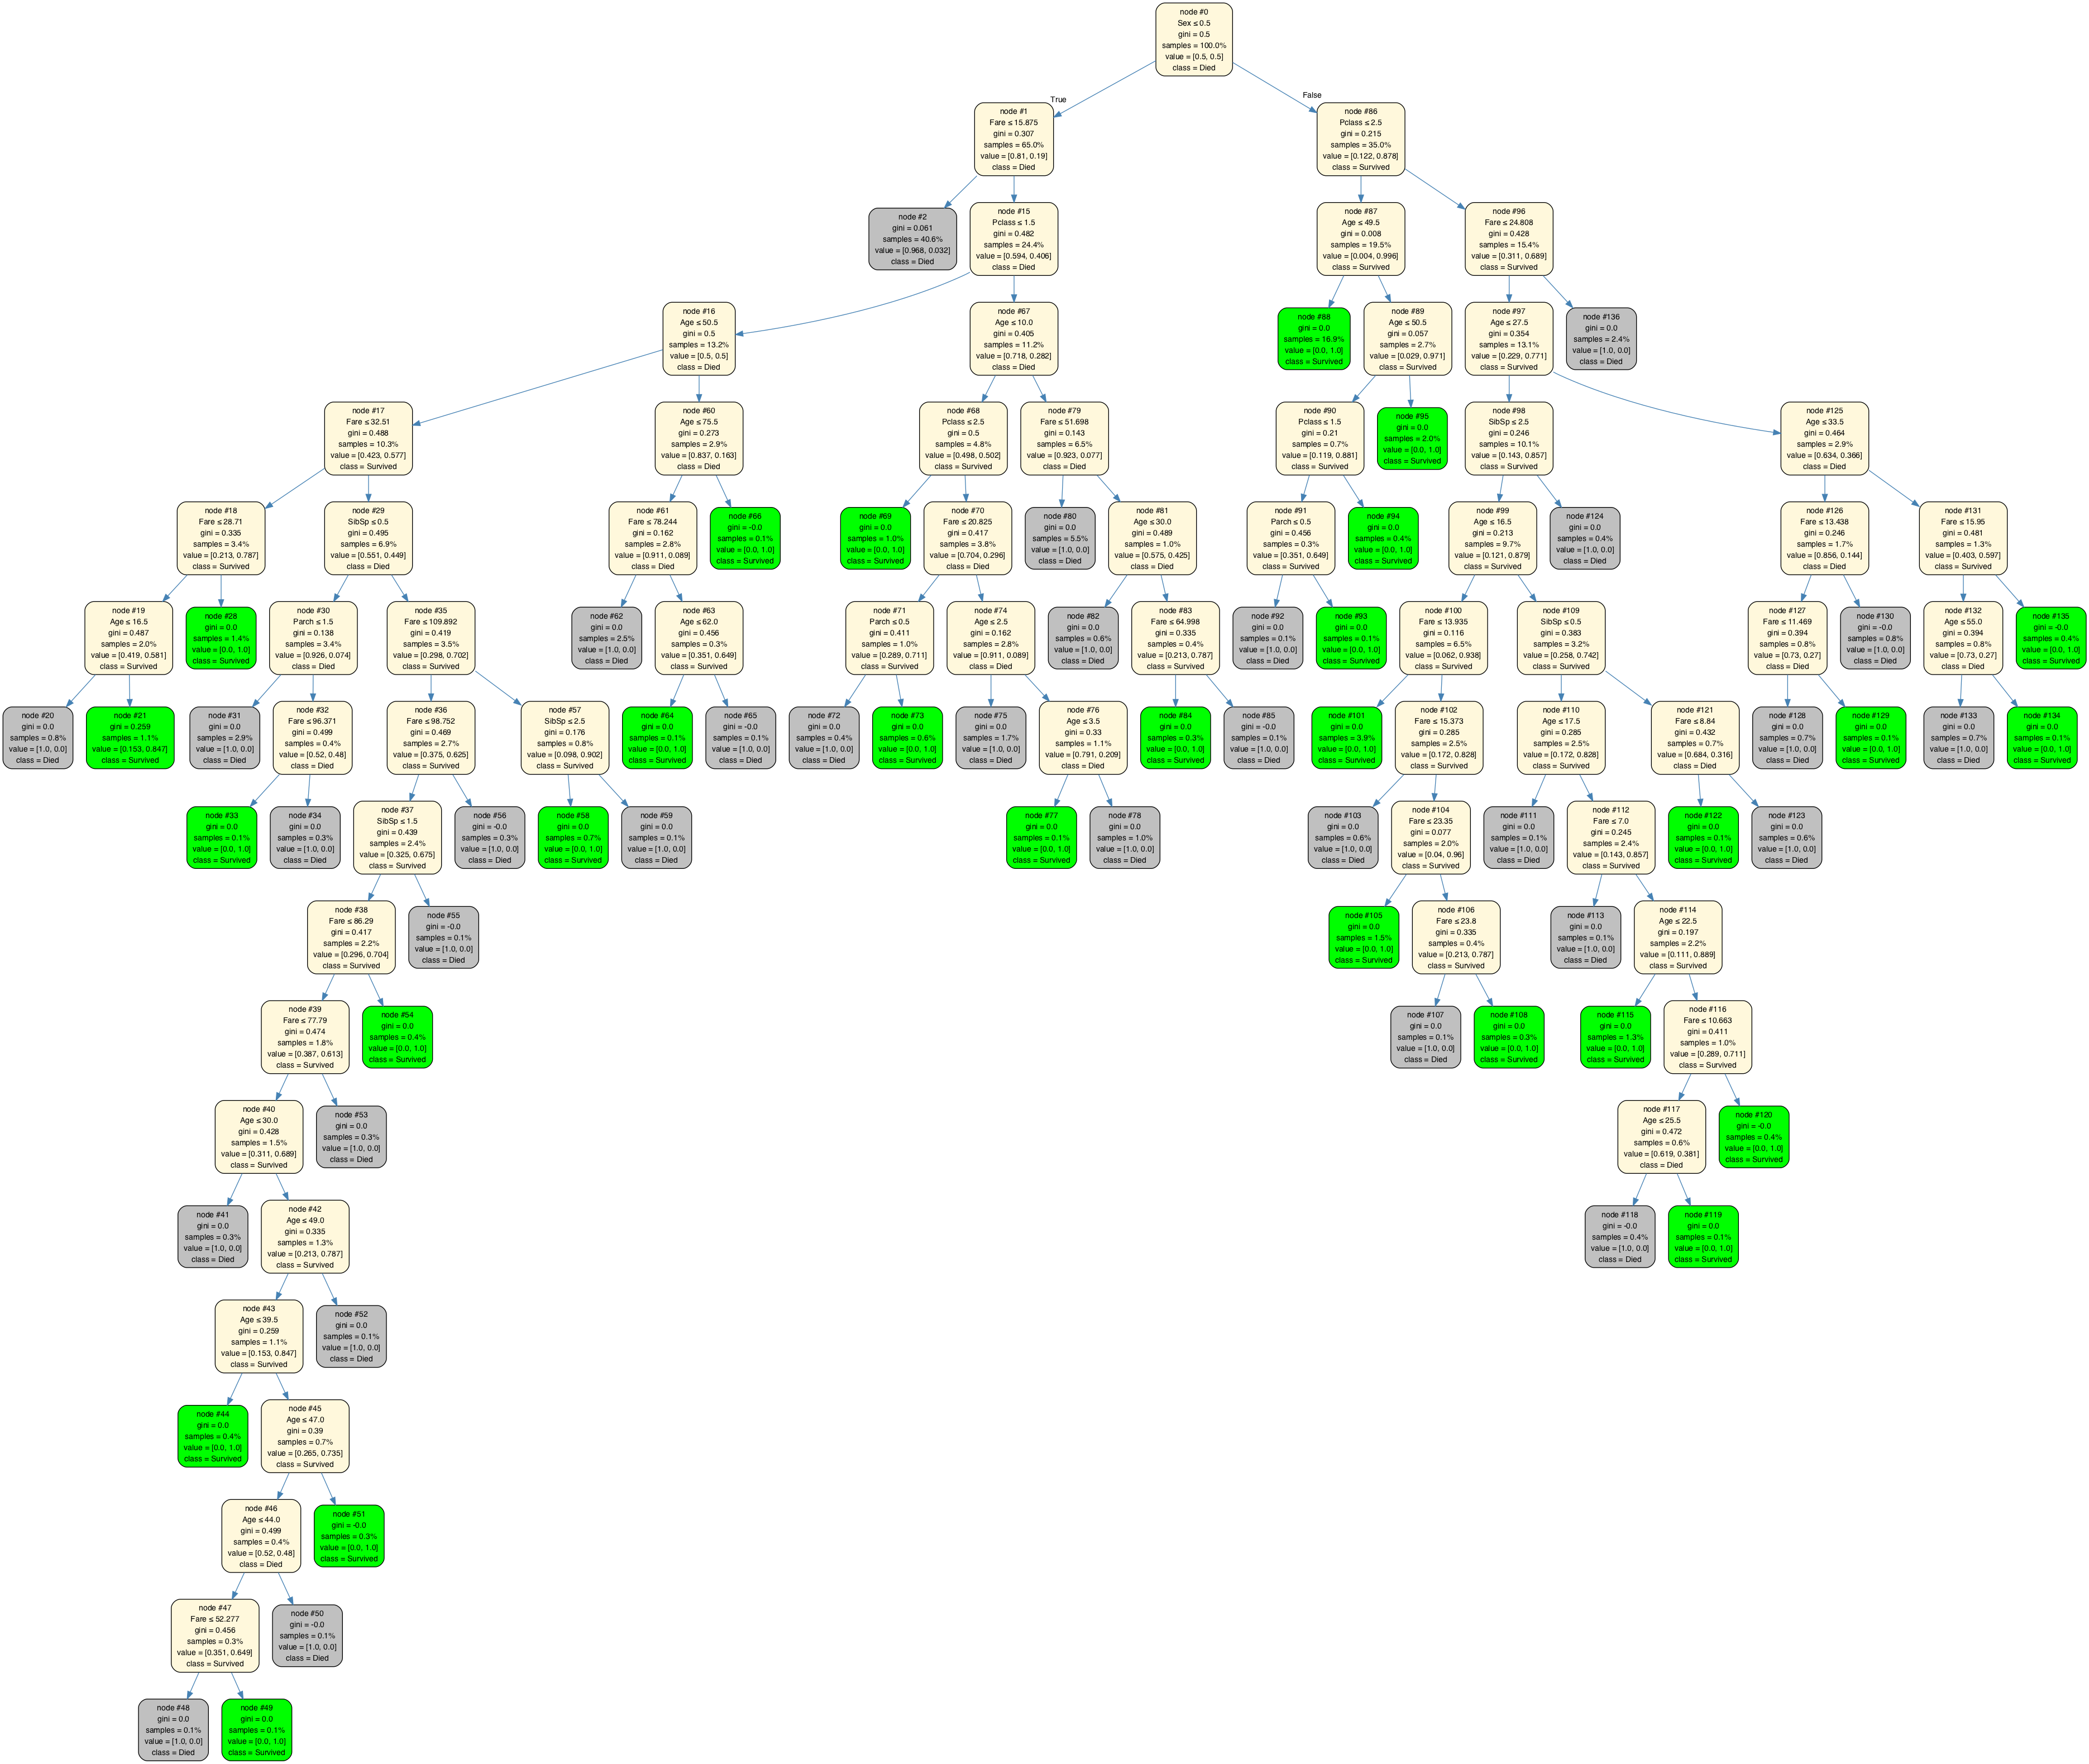 node #0
Sex ≤ 0.5
gini = 0.5
samples = 100.0%
value = [0.5, 0.5]
class = Died
True
False
node #1
Fare ≤ 15.875
gini = 0.307
samples = 65.0%
value = [0.81, 0.19]
class = Died
node #86
Pclass ≤ 2.5
gini = 0.215
samples = 35.0%
value = [0.122, 0.878]
class = Survived
node #2
gini = 0.061
samples = 40.6%
value = [0.968, 0.032]
class = Died
node #15
Pclass ≤ 1.5
gini = 0.482
samples = 24.4%
value = [0.594, 0.406]
class = Died
node #87
Age ≤ 49.5
gini = 0.008
samples = 19.5%
value = [0.004, 0.996]
class = Survived
node #96
Fare ≤ 24.808
gini = 0.428
samples = 15.4%
value = [0.311, 0.689]
class = Survived
node #16
Age ≤ 50.5
gini = 0.5
samples = 13.2%
value = [0.5, 0.5]
class = Died
node #67
Age ≤ 10.0
gini = 0.405
samples = 11.2%
value = [0.718, 0.282]
class = Died
node #88
gini = 0.0
samples = 16.9%
value = [0.0, 1.0]
class = Survived
node #89
Age ≤ 50.5
gini = 0.057
samples = 2.7%
value = [0.029, 0.971]
class = Survived
node #97
Age ≤ 27.5
gini = 0.354
samples = 13.1%
value = [0.229, 0.771]
class = Survived
node #136
gini = 0.0
samples = 2.4%
value = [1.0, 0.0]
class = Died
node #17
Fare ≤ 32.51
gini = 0.488
samples = 10.3%
value = [0.423, 0.577]
class = Survived
node #60
Age ≤ 75.5
gini = 0.273
samples = 2.9%
value = [0.837, 0.163]
class = Died
node #68
Pclass ≤ 2.5
gini = 0.5
samples = 4.8%
value = [0.498, 0.502]
class = Survived
node #79
Fare ≤ 51.698
gini = 0.143
samples = 6.5%
value = [0.923, 0.077]
class = Died
node #90
Pclass ≤ 1.5
gini = 0.21
samples = 0.7%
value = [0.119, 0.881]
class = Survived
node #95
gini = 0.0
samples = 2.0%
value = [0.0, 1.0]
class = Survived
node #98
SibSp ≤ 2.5
gini = 0.246
samples = 10.1%
value = [0.143, 0.857]
class = Survived
node #125
Age ≤ 33.5
gini = 0.464
samples = 2.9%
value = [0.634, 0.366]
class = Died
node #18
Fare ≤ 28.71
gini = 0.335
samples = 3.4%
value = [0.213, 0.787]
class = Survived
node #29
SibSp ≤ 0.5
gini = 0.495
samples = 6.9%
value = [0.551, 0.449]
class = Died
node #61
Fare ≤ 78.244
gini = 0.162
samples = 2.8%
value = [0.911, 0.089]
class = Died
node #66
gini = -0.0
samples = 0.1%
value = [0.0, 1.0]
class = Survived
node #69
gini = 0.0
samples = 1.0%
value = [0.0, 1.0]
class = Survived
node #70
Fare ≤ 20.825
gini = 0.417
samples = 3.8%
value = [0.704, 0.296]
class = Died
node #80
gini = 0.0
samples = 5.5%
value = [1.0, 0.0]
class = Died
node #81
Age ≤ 30.0
gini = 0.489
samples = 1.0%
value = [0.575, 0.425]
class = Died
node #91
Parch ≤ 0.5
gini = 0.456
samples = 0.3%
value = [0.351, 0.649]
class = Survived
node #94
gini = 0.0
samples = 0.4%
value = [0.0, 1.0]
class = Survived
node #99
Age ≤ 16.5
gini = 0.213
samples = 9.7%
value = [0.121, 0.879]
class = Survived
node #124
gini = 0.0
samples = 0.4%
value = [1.0, 0.0]
class = Died
node #126
Fare ≤ 13.438
gini = 0.246
samples = 1.7%
value = [0.856, 0.144]
class = Died
node #131
Fare ≤ 15.95
gini = 0.481
samples = 1.3%
value = [0.403, 0.597]
class = Survived
node #19
Age ≤ 16.5
gini = 0.487
samples = 2.0%
value = [0.419, 0.581]
class = Survived
node #28
gini = 0.0
samples = 1.4%
value = [0.0, 1.0]
class = Survived
node #30
Parch ≤ 1.5
gini = 0.138
samples = 3.4%
value = [0.926, 0.074]
class = Died
node #35
Fare ≤ 109.892
gini = 0.419
samples = 3.5%
value = [0.298, 0.702]
class = Survived
node #62
gini = 0.0
samples = 2.5%
value = [1.0, 0.0]
class = Died
node #63
Age ≤ 62.0
gini = 0.456
samples = 0.3%
value = [0.351, 0.649]
class = Survived
node #71
Parch ≤ 0.5
gini = 0.411
samples = 1.0%
value = [0.289, 0.711]
class = Survived
node #74
Age ≤ 2.5
gini = 0.162
samples = 2.8%
value = [0.911, 0.089]
class = Died
node #82
gini = 0.0
samples = 0.6%
value = [1.0, 0.0]
class = Died
node #83
Fare ≤ 64.998
gini = 0.335
samples = 0.4%
value = [0.213, 0.787]
class = Survived
node #92
gini = 0.0
samples = 0.1%
value = [1.0, 0.0]
class = Died
node #93
gini = 0.0
samples = 0.1%
value = [0.0, 1.0]
class = Survived
node #100
Fare ≤ 13.935
gini = 0.116
samples = 6.5%
value = [0.062, 0.938]
class = Survived
node #109
SibSp ≤ 0.5
gini = 0.383
samples = 3.2%
value = [0.258, 0.742]
class = Survived
node #127
Fare ≤ 11.469
gini = 0.394
samples = 0.8%
value = [0.73, 0.27]
class = Died
node #130
gini = -0.0
samples = 0.8%
value = [1.0, 0.0]
class = Died
node #132
Age ≤ 55.0
gini = 0.394
samples = 0.8%
value = [0.73, 0.27]
class = Died
node #135
gini = -0.0
samples = 0.4%
value = [0.0, 1.0]
class = Survived
node #20
gini = 0.0
samples = 0.8%
value = [1.0, 0.0]
class = Died
node #21
gini = 0.259
samples = 1.1%
value = [0.153, 0.847]
class = Survived
node #31
gini = 0.0
samples = 2.9%
value = [1.0, 0.0]
class = Died
node #32
Fare ≤ 96.371
gini = 0.499
samples = 0.4%
value = [0.52, 0.48]
class = Died
node #36
Fare ≤ 98.752
gini = 0.469
samples = 2.7%
value = [0.375, 0.625]
class = Survived
node #57
SibSp ≤ 2.5
gini = 0.176
samples = 0.8%
value = [0.098, 0.902]
class = Survived
node #64
gini = 0.0
samples = 0.1%
value = [0.0, 1.0]
class = Survived
node #65
gini = -0.0
samples = 0.1%
value = [1.0, 0.0]
class = Died
node #72
gini = 0.0
samples = 0.4%
value = [1.0, 0.0]
class = Died
node #73
gini = 0.0
samples = 0.6%
value = [0.0, 1.0]
class = Survived
node #75
gini = 0.0
samples = 1.7%
value = [1.0, 0.0]
class = Died
node #76
Age ≤ 3.5
gini = 0.33
samples = 1.1%
value = [0.791, 0.209]
class = Died
node #84
gini = 0.0
samples = 0.3%
value = [0.0, 1.0]
class = Survived
node #85
gini = -0.0
samples = 0.1%
value = [1.0, 0.0]
class = Died
node #101
gini = 0.0
samples = 3.9%
value = [0.0, 1.0]
class = Survived
node #102
Fare ≤ 15.373
gini = 0.285
samples = 2.5%
value = [0.172, 0.828]
class = Survived
node #110
Age ≤ 17.5
gini = 0.285
samples = 2.5%
value = [0.172, 0.828]
class = Survived
node #121
Fare ≤ 8.84
gini = 0.432
samples = 0.7%
value = [0.684, 0.316]
class = Died
node #128
gini = 0.0
samples = 0.7%
value = [1.0, 0.0]
class = Died
node #129
gini = 0.0
samples = 0.1%
value = [0.0, 1.0]
class = Survived
node #133
gini = 0.0
samples = 0.7%
value = [1.0, 0.0]
class = Died
node #134
gini = 0.0
samples = 0.1%
value = [0.0, 1.0]
class = Survived
node #33
gini = 0.0
samples = 0.1%
value = [0.0, 1.0]
class = Survived
node #34
gini = 0.0
samples = 0.3%
value = [1.0, 0.0]
class = Died
node #37
SibSp ≤ 1.5
gini = 0.439
samples = 2.4%
value = [0.325, 0.675]
class = Survived
node #56
gini = -0.0
samples = 0.3%
value = [1.0, 0.0]
class = Died
node #58
gini = 0.0
samples = 0.7%
value = [0.0, 1.0]
class = Survived
node #59
gini = 0.0
samples = 0.1%
value = [1.0, 0.0]
class = Died
node #77
gini = 0.0
samples = 0.1%
value = [0.0, 1.0]
class = Survived
node #78
gini = 0.0
samples = 1.0%
value = [1.0, 0.0]
class = Died
node #103
gini = 0.0
samples = 0.6%
value = [1.0, 0.0]
class = Died
node #104
Fare ≤ 23.35
gini = 0.077
samples = 2.0%
value = [0.04, 0.96]
class = Survived
node #111
gini = 0.0
samples = 0.1%
value = [1.0, 0.0]
class = Died
node #112
Fare ≤ 7.0
gini = 0.245
samples = 2.4%
value = [0.143, 0.857]
class = Survived
node #122
gini = 0.0
samples = 0.1%
value = [0.0, 1.0]
class = Survived
node #123
gini = 0.0
samples = 0.6%
value = [1.0, 0.0]
class = Died
node #38
Fare ≤ 86.29
gini = 0.417
samples = 2.2%
value = [0.296, 0.704]
class = Survived
node #55
gini = -0.0
samples = 0.1%
value = [1.0, 0.0]
class = Died
node #105
gini = 0.0
samples = 1.5%
value = [0.0, 1.0]
class = Survived
node #106
Fare ≤ 23.8
gini = 0.335
samples = 0.4%
value = [0.213, 0.787]
class = Survived
node #113
gini = 0.0
samples = 0.1%
value = [1.0, 0.0]
class = Died
node #114
Age ≤ 22.5
gini = 0.197
samples = 2.2%
value = [0.111, 0.889]
class = Survived
node #39
Fare ≤ 77.79
gini = 0.474
samples = 1.8%
value = [0.387, 0.613]
class = Survived
node #54
gini = 0.0
samples = 0.4%
value = [0.0, 1.0]
class = Survived
node #107
gini = 0.0
samples = 0.1%
value = [1.0, 0.0]
class = Died
node #108
gini = 0.0
samples = 0.3%
value = [0.0, 1.0]
class = Survived
node #115
gini = 0.0
samples = 1.3%
value = [0.0, 1.0]
class = Survived
node #116
Fare ≤ 10.663
gini = 0.411
samples = 1.0%
value = [0.289, 0.711]
class = Survived
node #40
Age ≤ 30.0
gini = 0.428
samples = 1.5%
value = [0.311, 0.689]
class = Survived
node #53
gini = 0.0
samples = 0.3%
value = [1.0, 0.0]
class = Died
node #117
Age ≤ 25.5
gini = 0.472
samples = 0.6%
value = [0.619, 0.381]
class = Died
node #120
gini = -0.0
samples = 0.4%
value = [0.0, 1.0]
class = Survived
node #41
gini = 0.0
samples = 0.3%
value = [1.0, 0.0]
class = Died
node #42
Age ≤ 49.0
gini = 0.335
samples = 1.3%
value = [0.213, 0.787]
class = Survived
node #118
gini = -0.0
samples = 0.4%
value = [1.0, 0.0]
class = Died
node #119
gini = 0.0
samples = 0.1%
value = [0.0, 1.0]
class = Survived
node #43
Age ≤ 39.5
gini = 0.259
samples = 1.1%
value = [0.153, 0.847]
class = Survived
node #52
gini = 0.0
samples = 0.1%
value = [1.0, 0.0]
class = Died
node #44
gini = 0.0
samples = 0.4%
value = [0.0, 1.0]
class = Survived
node #45
Age ≤ 47.0
gini = 0.39
samples = 0.7%
value = [0.265, 0.735]
class = Survived
node #46
Age ≤ 44.0
gini = 0.499
samples = 0.4%
value = [0.52, 0.48]
class = Died
node #51
gini = -0.0
samples = 0.3%
value = [0.0, 1.0]
class = Survived
node #47
Fare ≤ 52.277
gini = 0.456
samples = 0.3%
value = [0.351, 0.649]
class = Survived
node #50
gini = -0.0
samples = 0.1%
value = [1.0, 0.0]
class = Died
node #48
gini = 0.0
samples = 0.1%
value = [1.0, 0.0]
class = Died
node #49
gini = 0.0
samples = 0.1%
value = [0.0, 1.0]
class = Survived